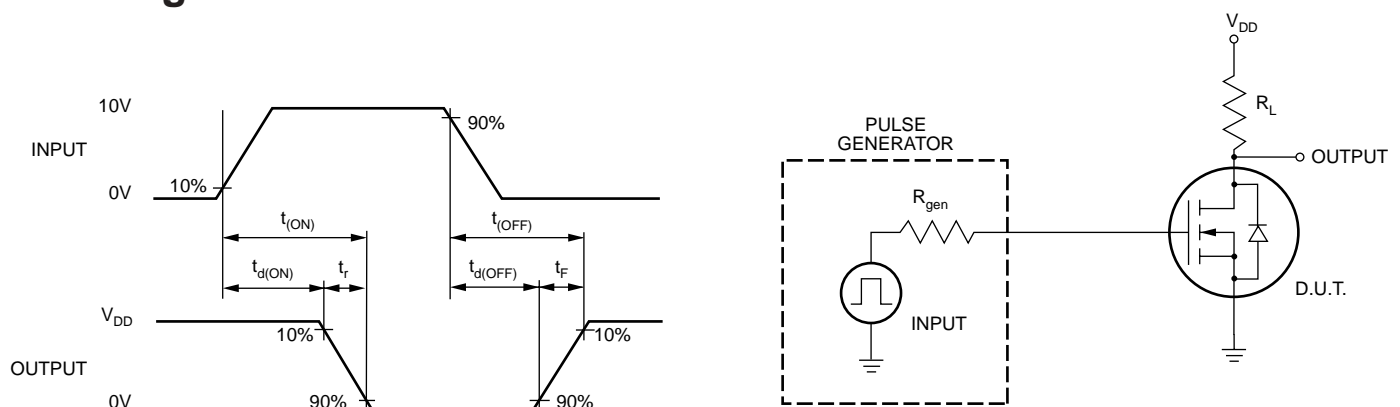 10V
INPUT
0V
10%
90%
t(ON)
t(OFF)
td(ON)
tr
td(OFF)
tF
VDD
10%
10%
OUTPUT
0V
90%
90%
VDD
RL
OUTPUT
PULSE
GENERATOR
Rgen
INPUT
D.U.T.